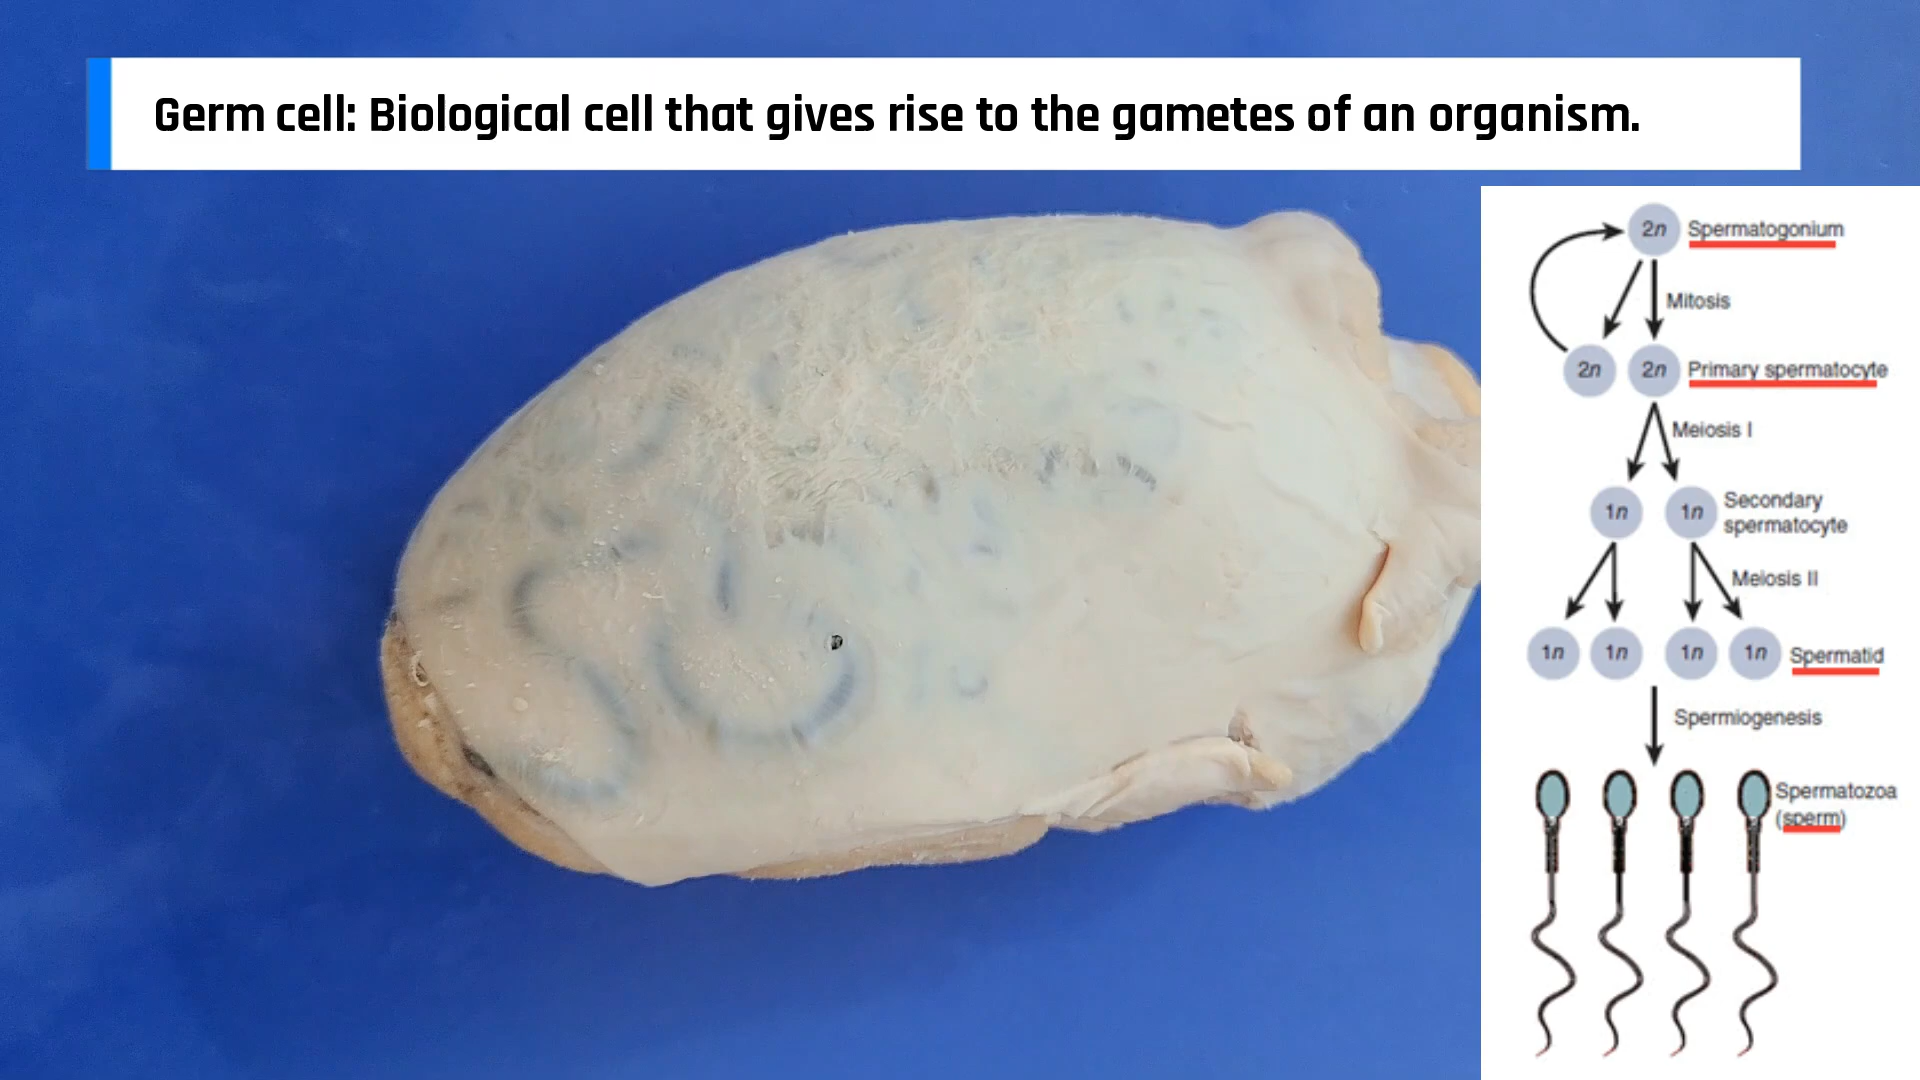 Germ cell: Biological cell that gives rise to the gametes of an organism.
2n Spermatogonium
Mitosis
2n 2n Primary spermatocyte
Meiosis I
1n 1n Secondary
spermatocyte
Meiosis II
1n 1n 1n 1n Spermatid
Spermiogenesis
Spermatozoa
(sperm)